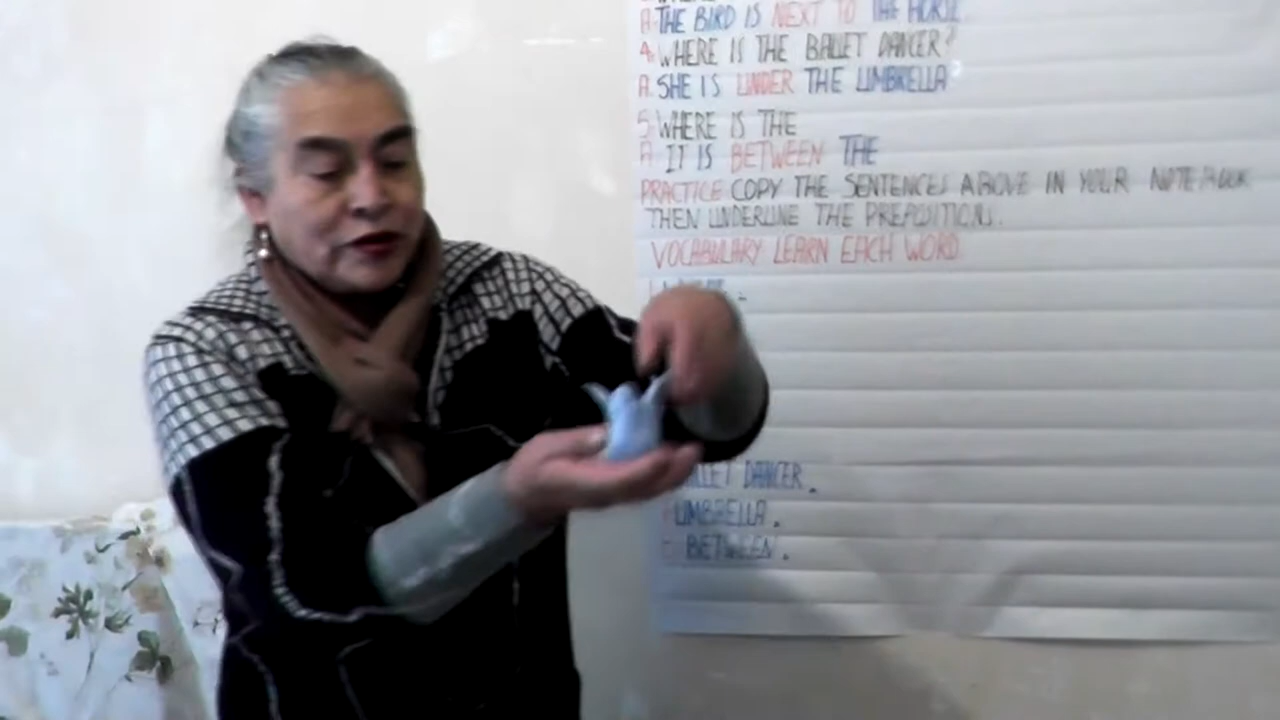 A. THE BIRD IS NEXT TO THE HORSE.
4. WHERE IS THE BALLET DANCER?
A. SHE IS UNDER THE UMBRELLA
5. WHERE IS THE
A. IT IS BETWEEN THE
PRACTICE COPY THE SENTENCES ABOVE IN YOUR NOTEBOOK
THEN UNDERLINE THE PREPOSITIONS.
VOCABULARY LEARN EACH WORD
DANCER.
UMBRELLA.
BETWEEN.